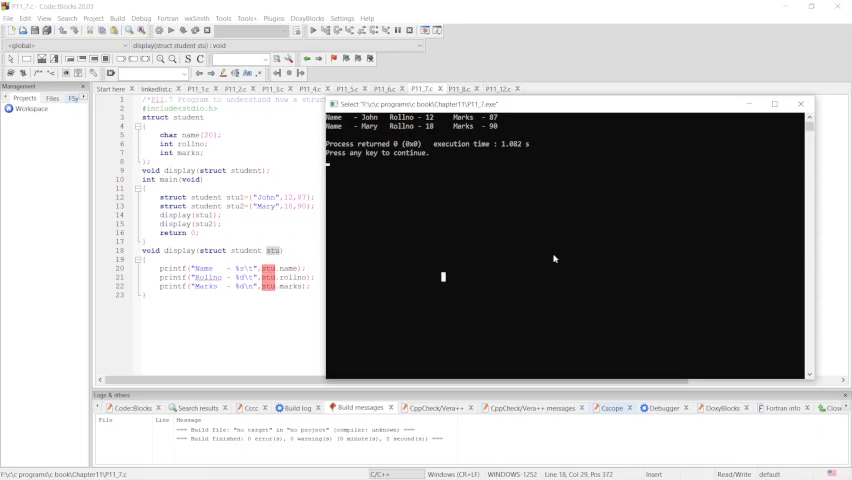 P11_7.c - Code::Blocks 20.03
File Edit View Search Project Build Debug Fortran wxSmith Tools Tools+ Plugins DoxyBlocks Settings Help
<global>
display(struct student stu) : void
S C
/** *<
Aa
Management
Projects Files FSy
Workspace
Start here linkedlist.c P11_1.c P11_2.c P11_3.c P11_4.c P11_5.c P11_6.c P11_7.c P11_8.c P11_12.c
1 /*P11.7 Program to understand how a struc
2 #include<stdio.h>
3 struct student
4 {
5 char name[20];
6 int rollno;
7 int marks;
8 };
9 void display(struct student);
10 int main(void)
11 {
12 struct student stu1={"John",12,87};
13 struct student stu2={"Mary",18,90};
14 display(stu1);
15 display(stu2);
16 return 0;
17 }
18 void display(struct student stu)
19 {
20 printf("Name - %s\t",stu.name);
21 printf("Rollno - %d\t",stu.rollno);
22 printf("Marks - %d\n",stu.marks);
23 }
Select "F:\c\c programs\c book\Chapter11\P11_7.exe"
Name - John Rollno - 12 Marks - 87
Name - Mary Rollno - 18 Marks - 90
Process returned 0 (0x0) execution time : 1.082 s
Press any key to continue.
Logs & others
Code::Blocks Search results Cccc Build log Build messages CppCheck/Vera++ CppCheck/Vera++ messages Cscope Debugger DoxyBlocks Fortran info Closi
File Line Message
=== Build file: "no target" in "no project" (compiler: unknown) ===
=== Build finished: 0 error(s), 0 warning(s) (0 minute(s), 2 second(s)) ===
F:\c\c programs\c book\Chapter11\P11_7.c C/C++ Windows (CR+LF) WINDOWS-1252 Line 18, Col 29, Pos 372 Insert Read/Write default